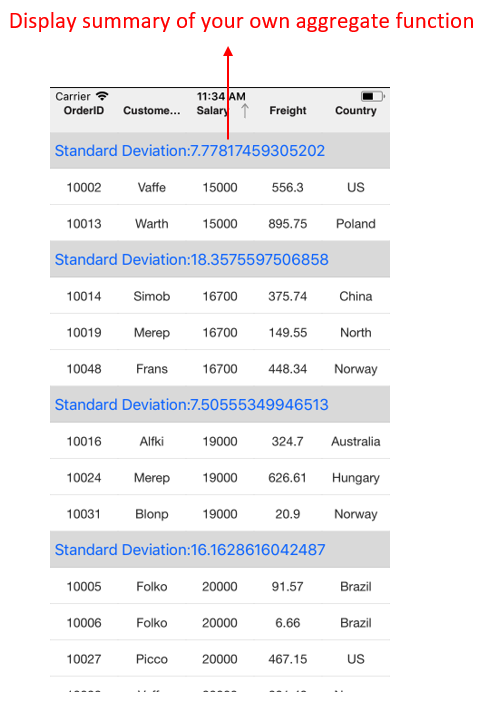 Display summary of your own aggregate function
Carrier 11:34 AM
OrderID Custome... Salary Freight Country
Standard Deviation:7.77817459305202
10002 Vaffe 15000 556.3 US
10013 Warth 15000 895.75 Poland
Standard Deviation:18.3575597506858
10014 Simob 16700 375.74 China
10019 Merep 16700 149.55 North
10048 Frans 16700 448.34 Norway
Standard Deviation:7.50555349946513
10016 Alfki 19000 324.7 Australia
10024 Merep 19000 626.61 Hungary
10031 Blonp 19000 20.9 Norway
Standard Deviation:16.1628616042487
10005 Folko 20000 91.57 Brazil
10006 Folko 20000 6.66 Brazil
10027 Picco 20000 467.15 US